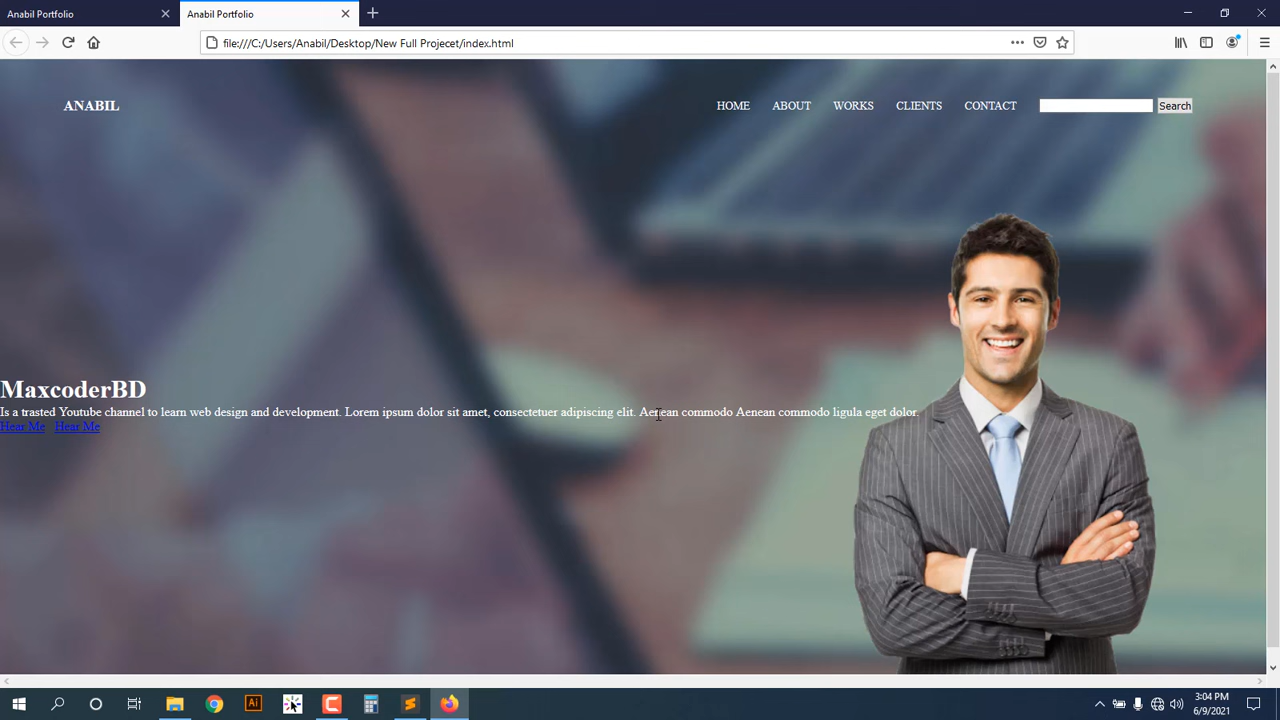 Anabil Portfolio
Anabil Portfolio
file:///C:/Users/Anabil/Desktop/New Full Projecet/index.html
ANABIL
HOME ABOUT WORKS CLIENTS CONTACT Search
MaxcoderBD
Is a trasted Youtube channel to learn web design and development. Lorem ipsum dolor sit amet, consectetuer adipiscing elit. Aenean commodo Aenean commodo ligula eget dolor.
Hear Me Hear Me
Ai
3:04 PM
6/9/2021